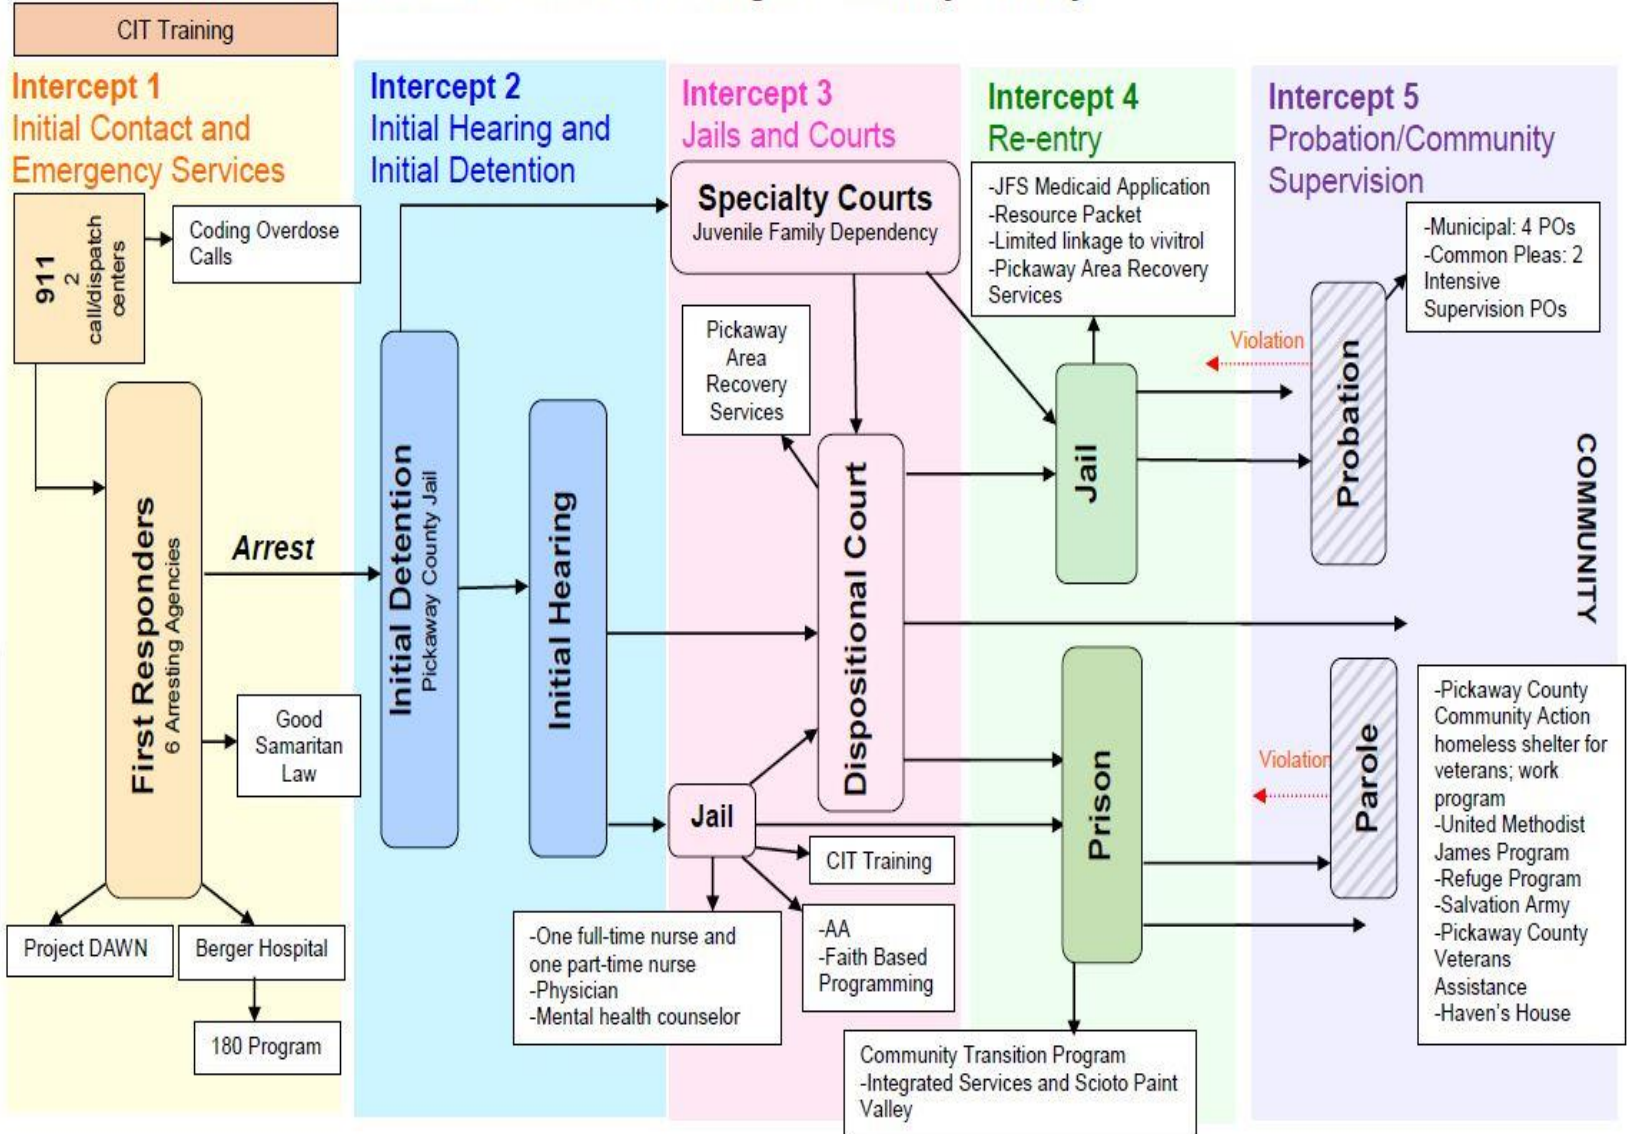 CIT Training
Intercept 1
Initial Contact and
Emergency Services
911
2
call/dispatch
centers
Coding Overdose
Calls
First Responders
6 Arresting Agencies
Arrest
Good
Samaritan
Law
Project DAWN
Berger Hospital
180 Program
Intercept 2
Initial Hearing and
Initial Detention
Initial Detention
Pickaway County Jail
Initial Hearing
Intercept 3
Jails and Courts
Specialty Courts
Juvenile Family Dependency
Pickaway
Area
Recovery
Services
Dispositional Court
Jail
CIT Training
-One full-time nurse and
one part-time nurse
-Physician
-Mental health counselor
-AA
-Faith Based
Programming
Intercept 4
Re-entry
-JFS Medicaid Application
-Resource Packet
-Limited linkage to vivitrol
-Pickaway Area Recovery
Services
Jail
Prison
Community Transition Program
-Integrated Services and Scioto Paint
Valley
Intercept 5
Probation/Community
Supervision
-Municipal: 4 POs
-Common Pleas: 2
Intensive
Supervision POs
Violation
Probation
COMMUNITY
Violation
Parole
-Pickaway County
Community Action
homeless shelter for
veterans; work
program
-United Methodist
James Program
-Refuge Program
-Salvation Army
-Pickaway County
Veterans
Assistance
-Haven's House